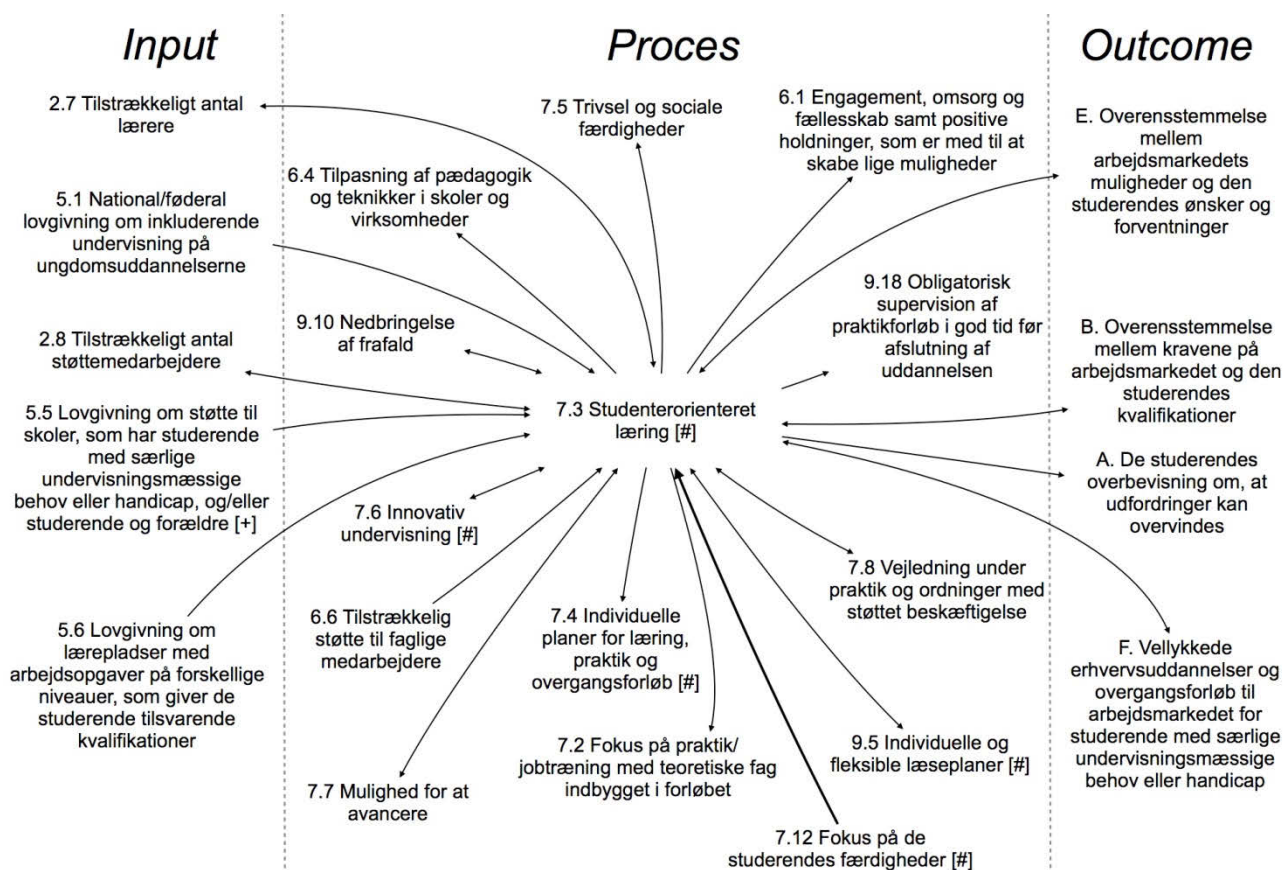 Input
Proces
Outcome
2.7 Tilstrækkeligt antal
lærere
5.1 National/føderal
lovgivning om inkluderende
undervisning på
ungdomsuddannelserne
2.8 Tilstrækkeligt antal
støttemedarbejdere
5.5 Lovgivning om støtte til
skoler, som har studerende
med særlige
undervisningsmæssige
behov eller handicap, og/eller
studerende og forældre [+]
5.6 Lovgivning om
lærepladser med
arbejdsopgaver på forskellige
niveauer, som giver de
studerende tilsvarende
kvalifikationer
7.5 Trivsel og sociale
færdigheder
6.1 Engagement, omsorg og
fællesskab samt positive
holdninger, som er med til at
skabe lige muligheder
6.4 Tilpasning af pædagogik
og teknikker i skoler og
virksomheder
9.10 Nedbringelse
af frafald
9.18 Obligatorisk
supervision af
praktikforløb i god tid før
afslutning af
uddannelsen
7.3 Studenterorienteret
læring [#]
7.6 Innovativ
undervisning [#]
6.6 Tilstrækkelig
støtte til faglige
medarbejdere
7.4 Individuelle
planer for læring,
praktik og
overgangsforløb [#]
7.8 Vejledning under
praktik og ordninger med
støttet beskæftigelse
7.7 Mulighed for at
avancere
7.2 Fokus på praktik/
jobtræning med teoretiske fag
indbygget i forløbet
9.5 Individuelle og
fleksible læseplaner [#]
7.12 Fokus på de
studerendes færdigheder [#]
E. Overensstemmelse
mellem
arbejdsmarkedets
muligheder og den
studerendes ønsker og
forventninger
B. Overensstemmelse
mellem kravene på
arbejdsmarkedet og den
studerendes
kvalifikationer
A. De studerendes
overbevisning om, at
udfordringer kan
overvindes
F. Vellykkede
erhvervsuddannelser og
overgangsforløb til
arbejdsmarkedet for
studerende med særlige
undervisningsmæssige
behov eller handicap